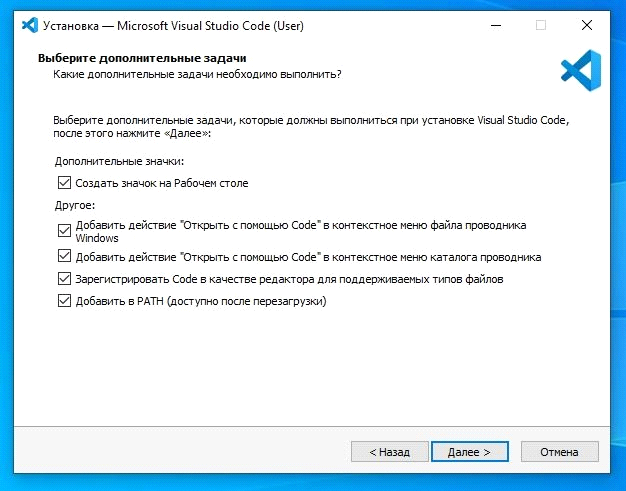 Установка — Microsoft Visual Studio Code (User)
Выберите дополнительные задачи
Какие дополнительные задачи необходимо выполнить?
Выберите дополнительные задачи, которые должны выполниться при установке Visual Studio Code,
после этого нажмите «Далее»:
Дополнительные значки:
Создать значок на Рабочем столе
Другое:
Добавить действие "Открыть с помощью Code" в контекстное меню файла проводника
Windows
Добавить действие "Открыть с помощью Code" в контекстное меню каталога проводника
Зарегистрировать Code в качестве редактора для поддерживаемых типов файлов
Добавить в PATH (доступно после перезагрузки)
< Назад
Далее >
Отмена